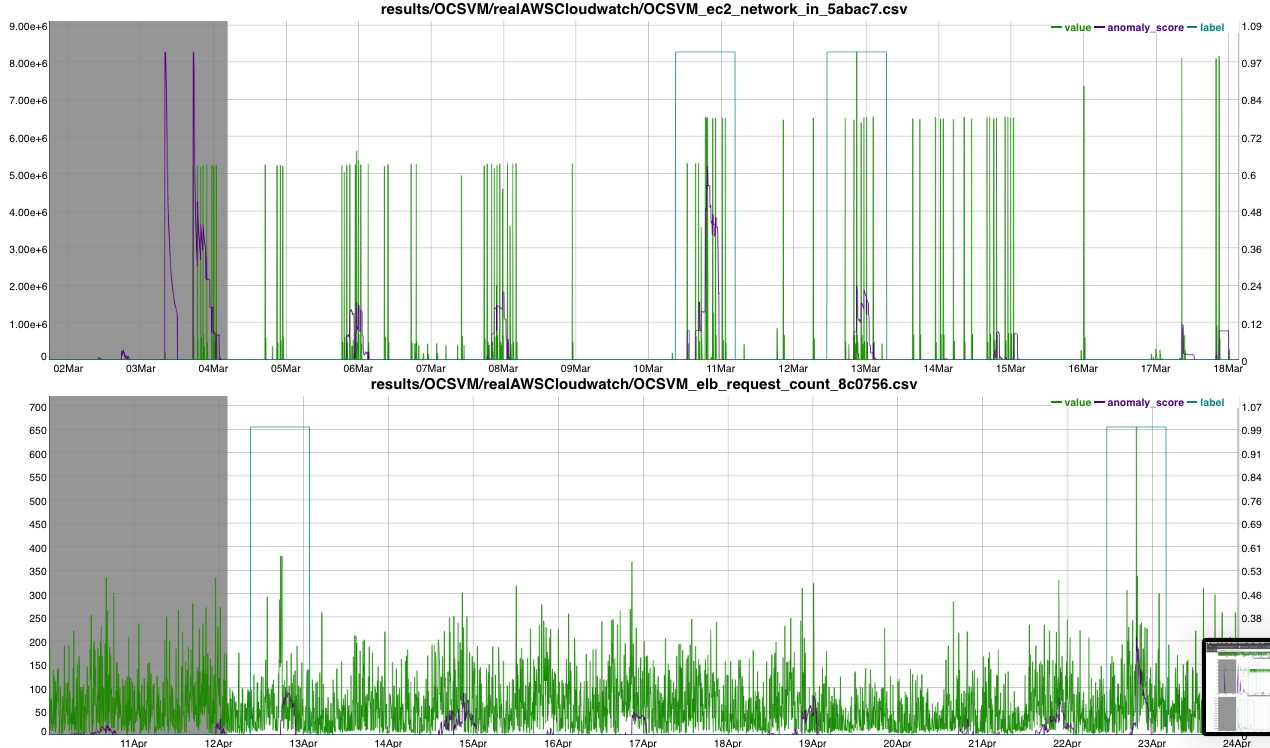 results/OCSVM/realAWSCloudwatch/OCSVM_ec2_network_in_5abac7.csv
value anomaly_score label
9.00e+6 1.09
8.00e+6 0.97
7.00e+6 0.84
6.00e+6 0.72
5.00e+6 0.6
4.00e+6 0.48
3.00e+6 0.36
2.00e+6 0.24
1.00e+6 0.12
0 0
02Mar 03Mar 04Mar 05Mar 06Mar 07Mar 08Mar 09Mar 10Mar 11Mar 12Mar 13Mar 14Mar 15Mar 16Mar 17Mar 18Mar
results/OCSVM/realAWSCloudwatch/OCSVM_elb_request_count_8c0756.csv
value anomaly_score label
700 1.07
650 0.99
600 0.91
550 0.84
500 0.76
450 0.69
400 0.61
350 0.53
300 0.46
250 0.38
200
150
100
50
0
11Apr 12Apr 13Apr 14Apr 15Apr 16Apr 17Apr 18Apr 19Apr 20Apr 21Apr 22Apr 23Apr 24Apr